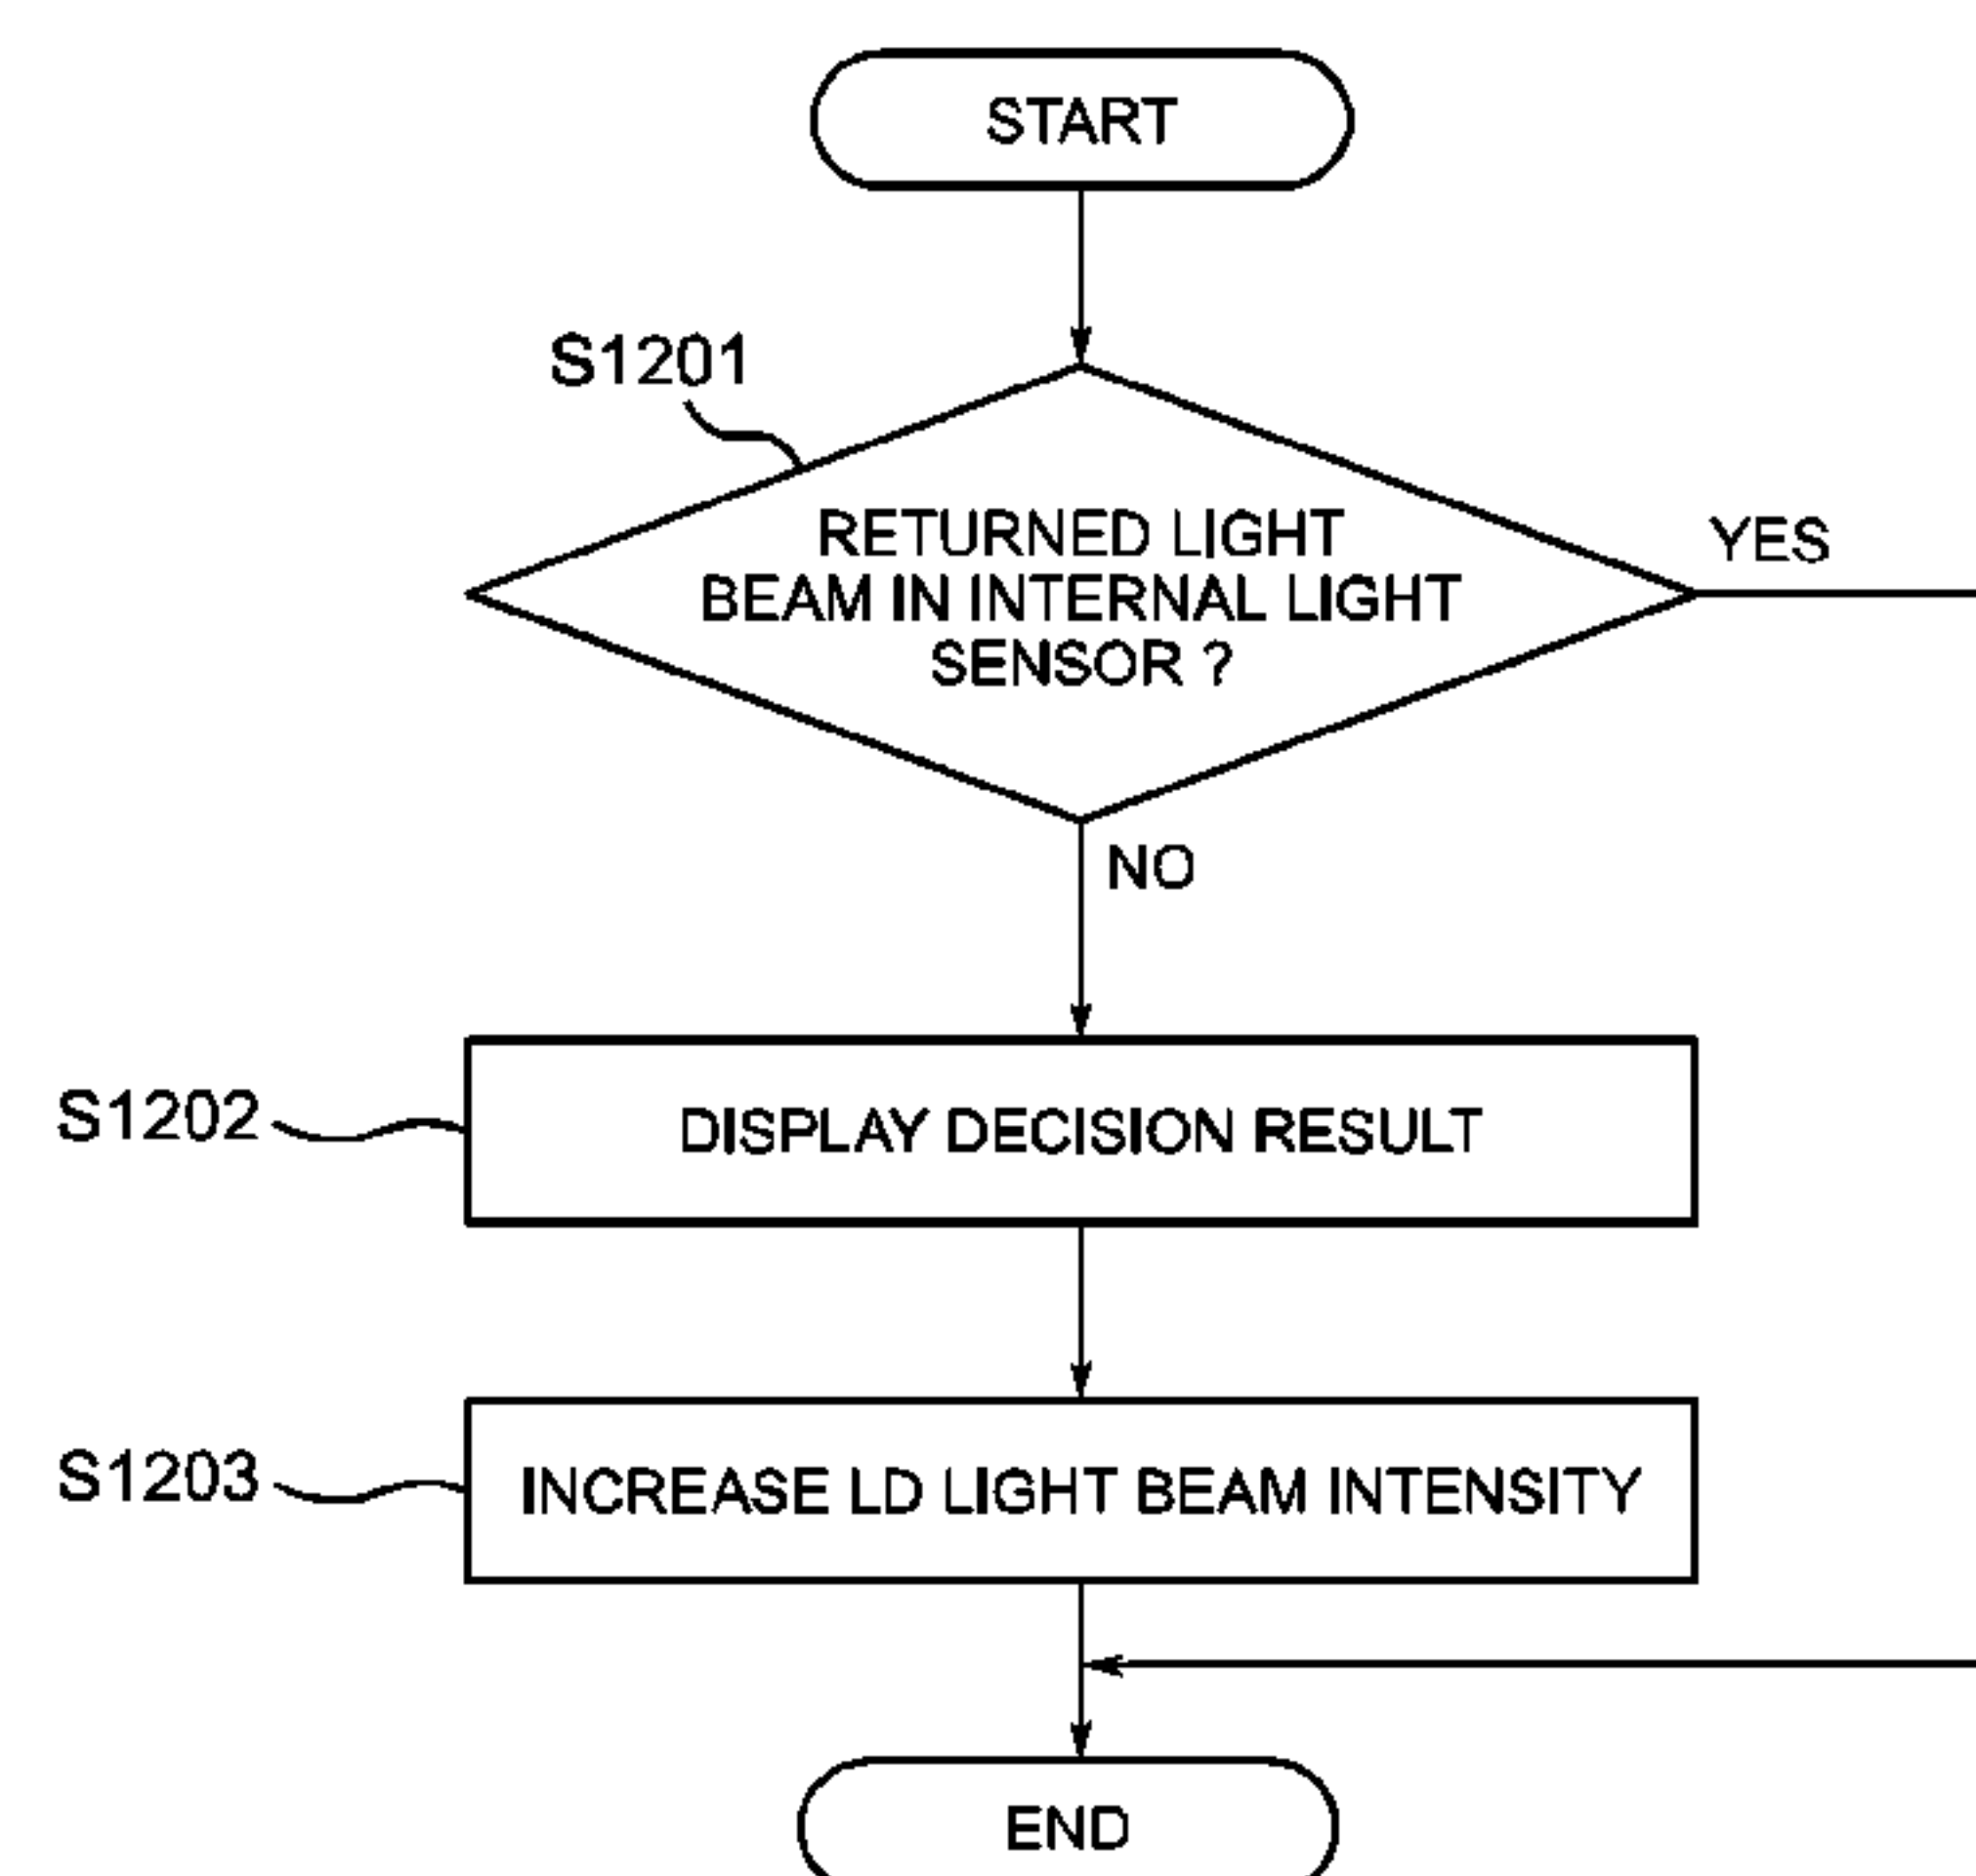 START
S1201
RETURNED LIGHT
BEAM IN INTERNAL LIGHT
SENSOR ?
YES
NO
S1202
DISPLAY DECISION RESULT
S1203
INCREASE LD LIGHT BEAM INTENSITY
END